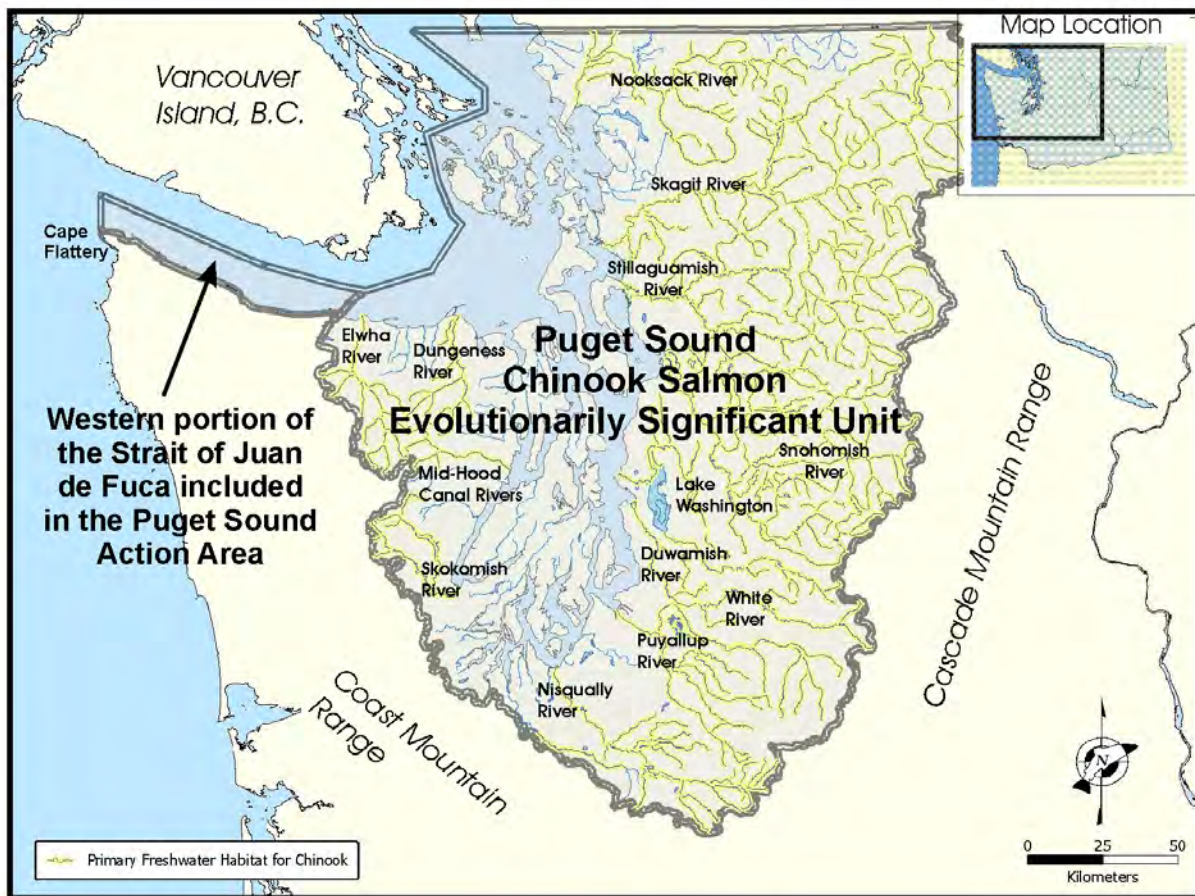 Map Location
Vancouver
Island, B.C.
Nooksack River
Skagit River
Cape
Flattery
Stillaguamish
River
Elwha
River
Dungeness
River
Puget Sound
Chinook Salmon
Evolutionarily Significant Unit
Western portion of
the Strait of Juan
de Fuca included
in the Puget Sound
Action Area
Mid-Hood
Canal Rivers
Snohomish
River
Lake
Washington
Skokomish
River
Duwamish
River
White
River
Puyallup
River
Nisqually
River
Coast Mountain
Range
Cascade Mountain Range
N
Primary Freshwater Habitat for Chinook
0 25 50
Kilometers